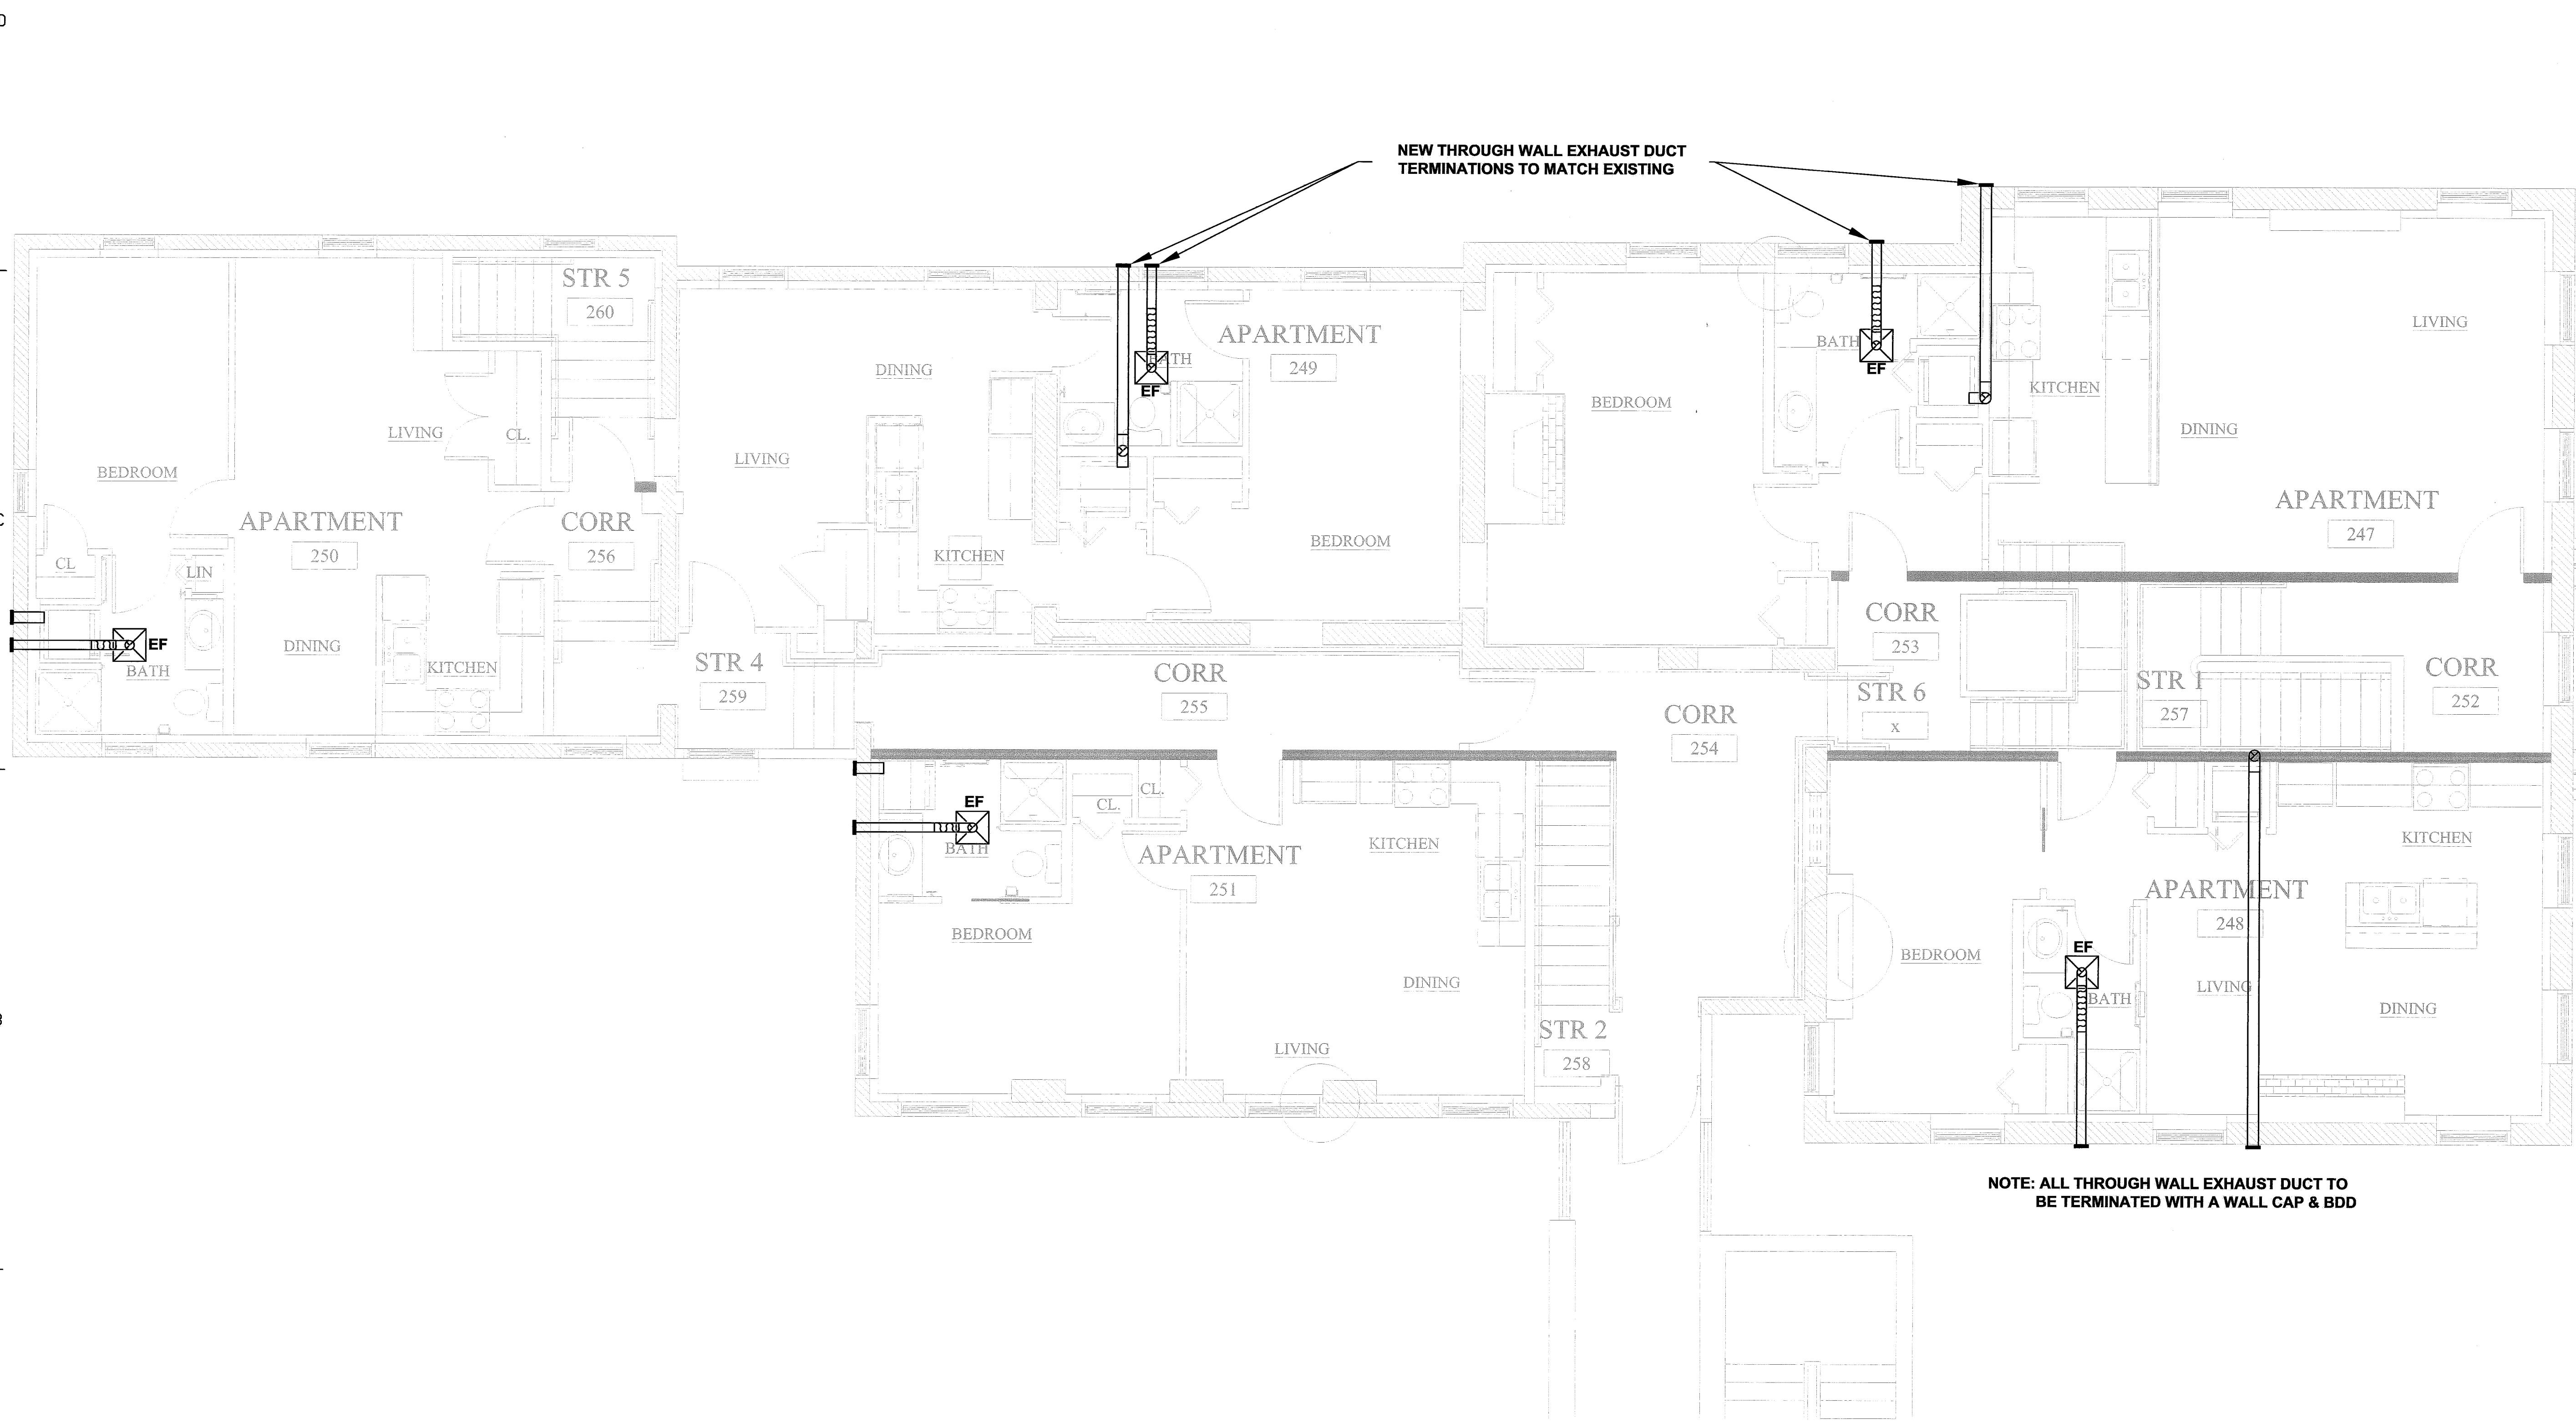 D
NEW THROUGH WALL EXHAUST DUCT
TERMINATIONS TO MATCH EXISTING
STR 5
260
LIVING
APARTMENT
249
BATH
EF
DINING
BATH
EF
KITCHEN
BEDROOM
DINING
LIVING
CL.
LIVING
BEDROOM
APARTMENT
247
C
APARTMENT
250
CORR
256
KITCHEN
BEDROOM
CL
LIN
EF
BATH
DINING
KITCHEN
STR 4
259
CORR
255
CORR
253
STR 6
x
STR 1
257
CORR
252
CORR
254
EF
BATH
CL.
CL.
APARTMENT
251
KITCHEN
BEDROOM
DINING
LIVING
STR 2
258
KITCHEN
APARTMENT
248
EF
BEDROOM
BATH
LIVING
DINING
NOTE: ALL THROUGH WALL EXHAUST DUCT TO
BE TERMINATED WITH A WALL CAP & BDD